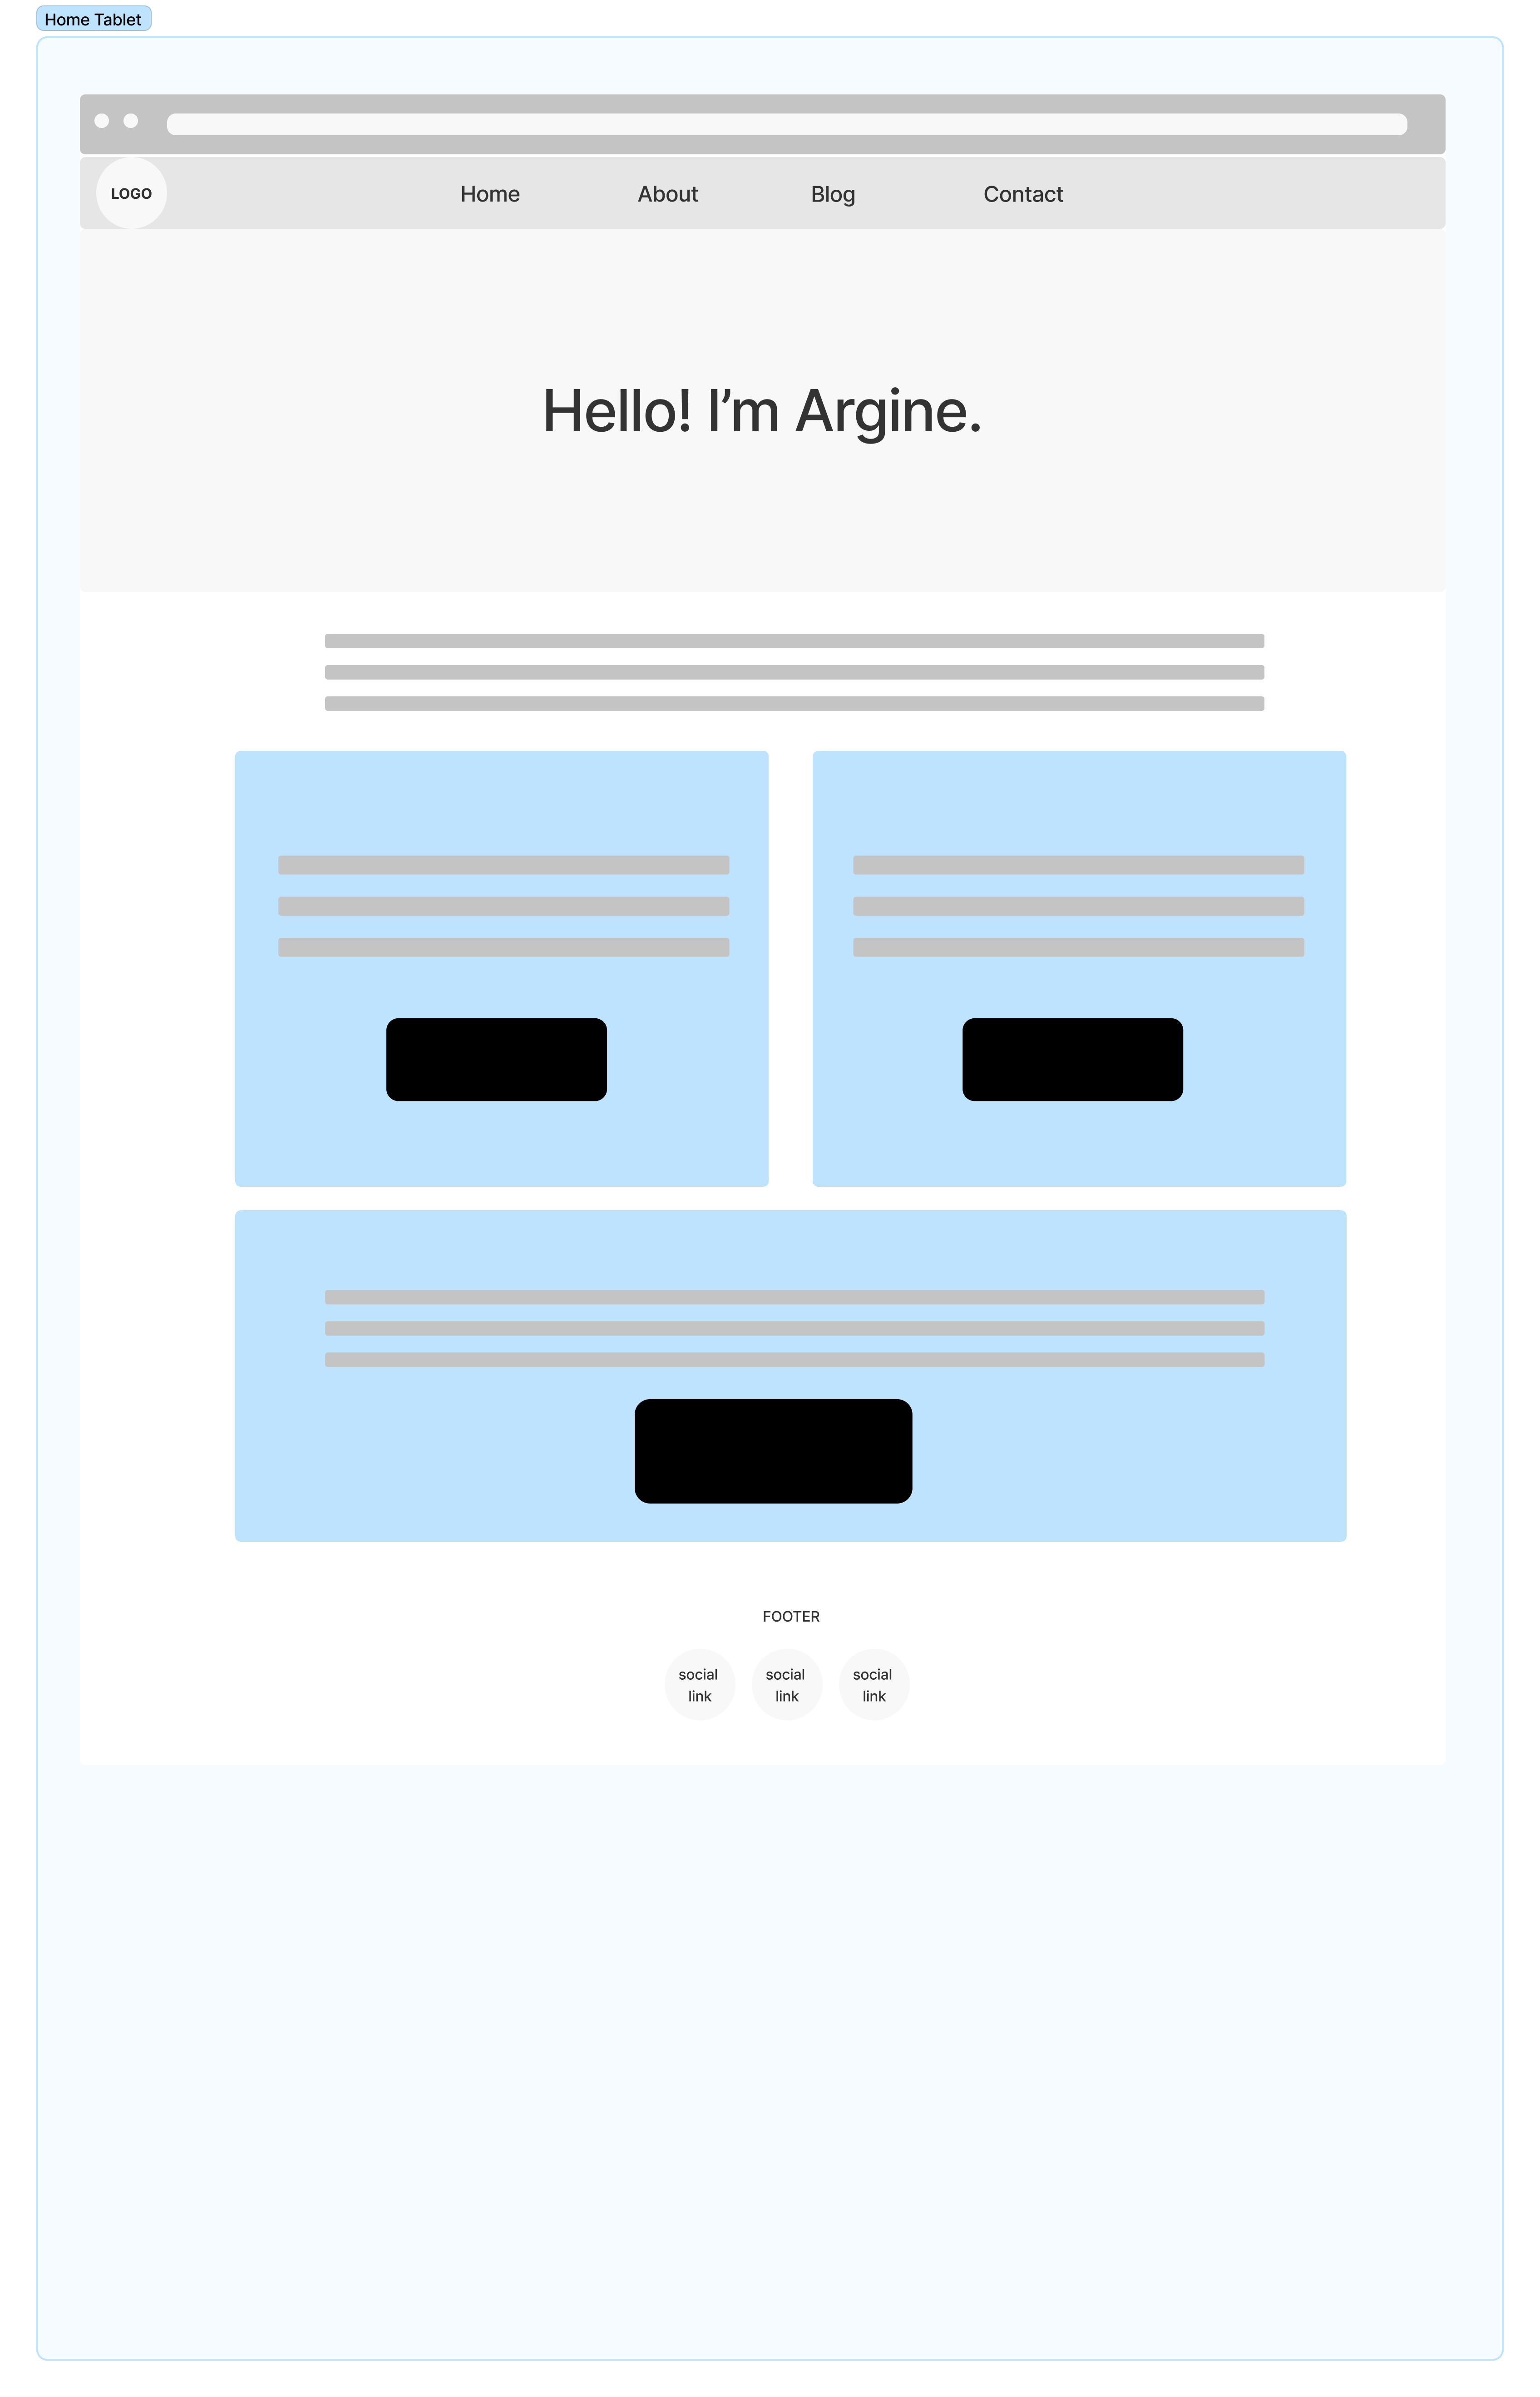 Home Tablet
LOGO
Home About Blog Contact
Hello! I’m Argine.
FOOTER
social social social
link link link